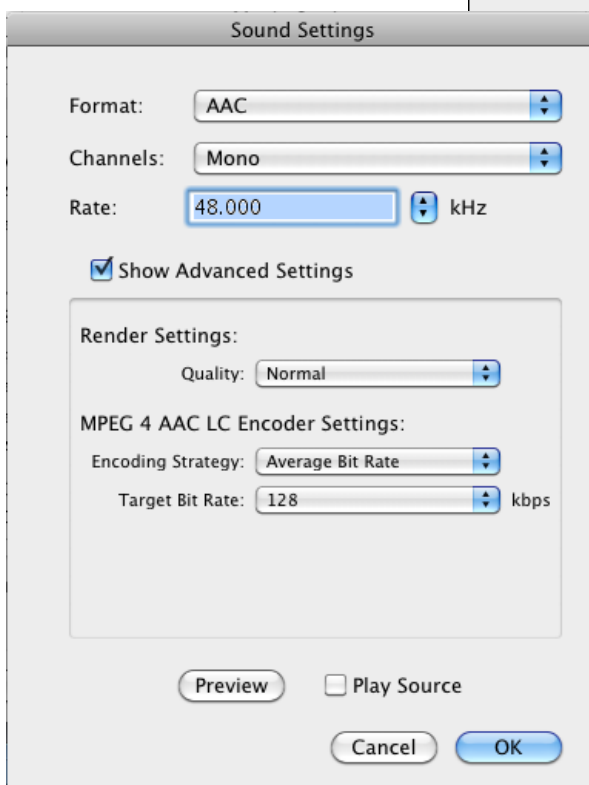 Sound Settings
Format: AAC
Channels: Mono
Rate: 48.000 kHz
Show Advanced Settings
Render Settings:
Quality: Normal
MPEG 4 AAC LC Encoder Settings:
Encoding Strategy: Average Bit Rate
Target Bit Rate: 128 kbps
Preview Play Source
Cancel OK